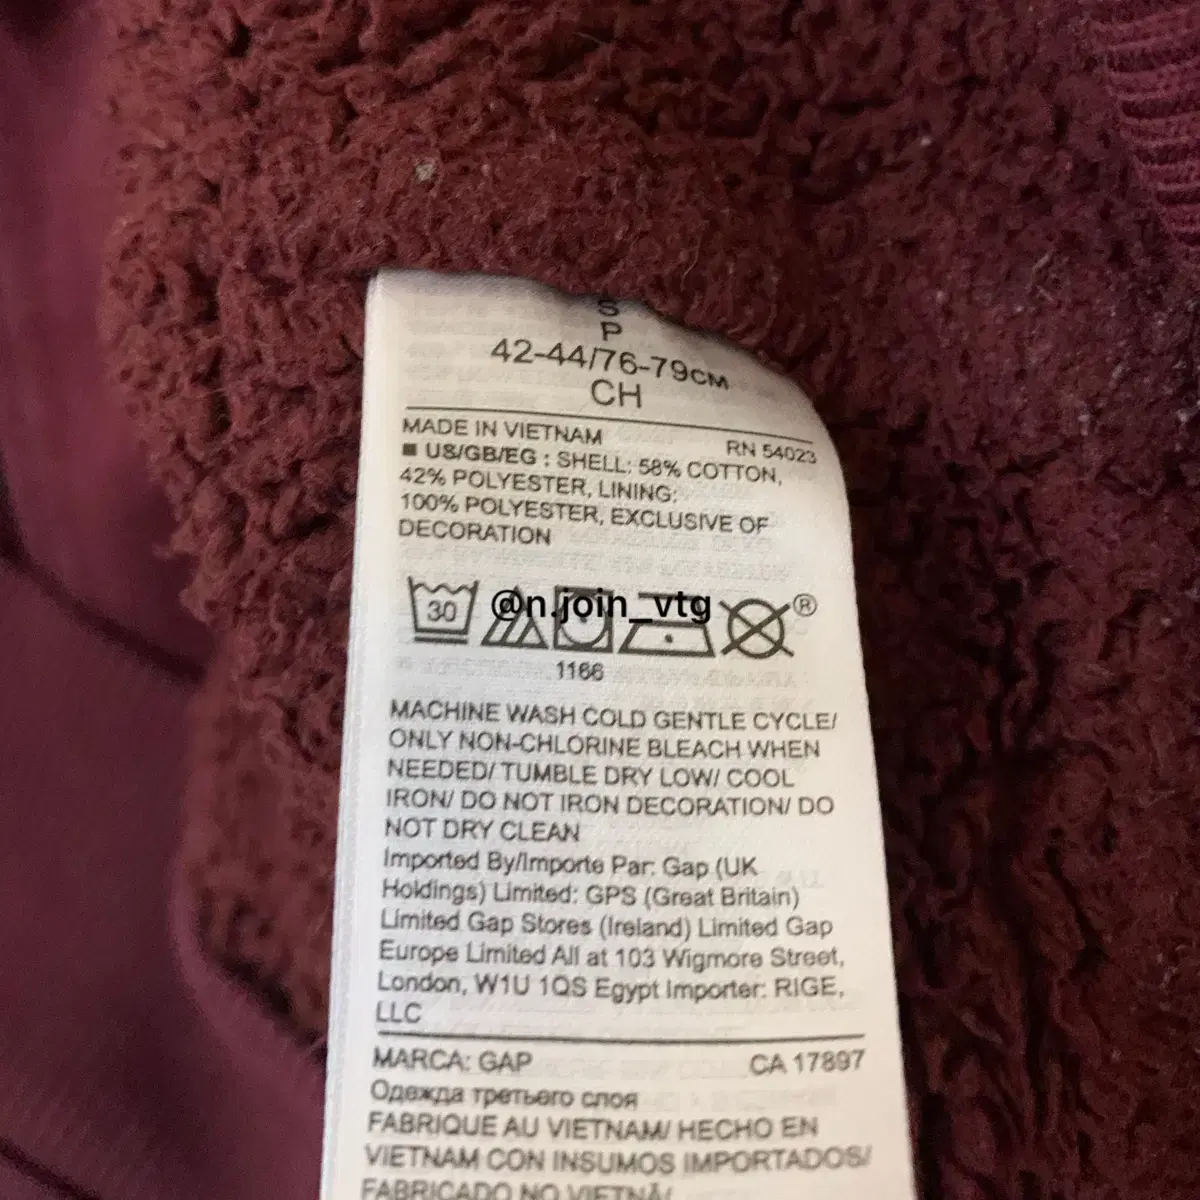 S
P
42-44/76-79см
CH
MADE IN VIETNAM RN 54023
■ US/GB/EG : SHELL: 58% COTTON,
42% POLYESTER, LINING:
100% POLYESTER, EXCLUSIVE OF
DECORATION
30 @n.join_vtg ®
1166
MACHINE WASH COLD GENTLE CYCLE/
ONLY NON-CHLORINE BLEACH WHEN
NEEDED/ TUMBLE DRY LOW/ COOL
IRON/ DO NOT IRON DECORATION/ DO
NOT DRY CLEAN
Imported By/Importe Par: Gap (UK
Holdings) Limited: GPS (Great Britain)
Limited Gap Stores (Ireland) Limited Gap
Europe Limited All at 103 Wigmore Street,
London, W1U 1QS Egypt Importer: RIGE,
LLC
MARCA: GAP CA 17897
Одежда третьего слоя
FABRIQUE AU VIETNAM/ HECHO EN
VIETNAM CON INSUMOS IMPORTADOS/
FABRICADO NO VIETNÃ/